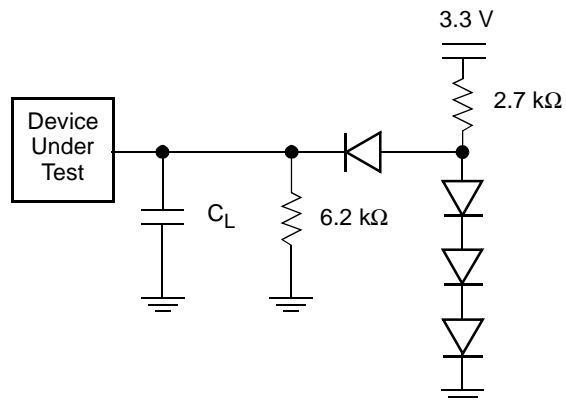 3.3 V
2.7 kΩ
Device
Under
Test
C_L
6.2 kΩ